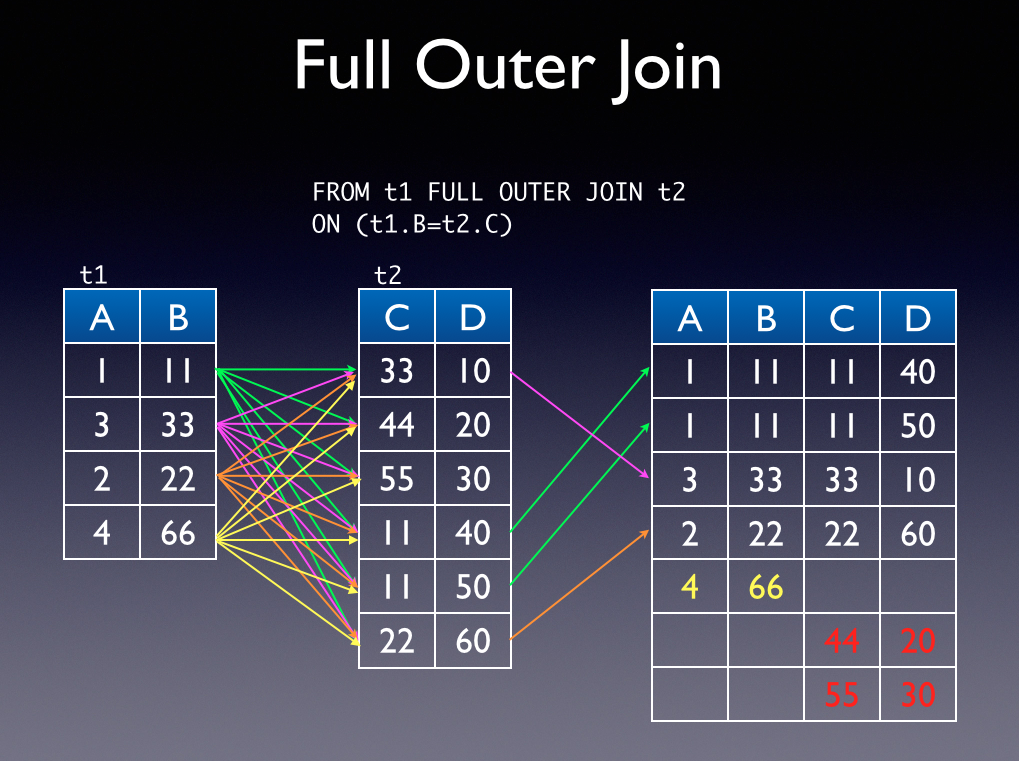 Full Outer Join
FROM t1 FULL OUTER JOIN t2
ON (t1.B=t2.C)
t1
A B
1 11
3 33
2 22
4 66
t2
C D
33 10
44 20
55 30
11 40
11 50
22 60
A B C D
1 11 11 40
1 11 11 50
3 33 33 10
2 22 22 60
4 66
44 20
55 30